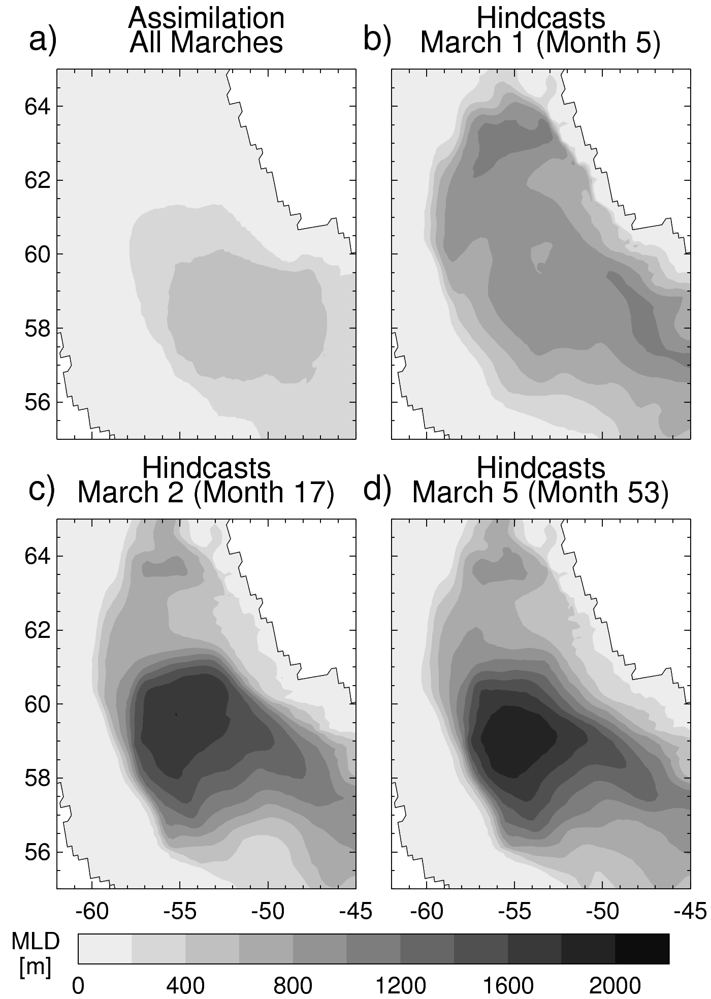 a) Assimilation
All Marches
b) Hindcasts
March 1 (Month 5)
64
62
60
58
56
c) Hindcasts
March 2 (Month 17)
d) Hindcasts
March 5 (Month 53)
64
62
60
58
56
-60 -55 -50 -45 -60 -55 -50 -45
MLD
[m]
0 400 800 1200 1600 2000